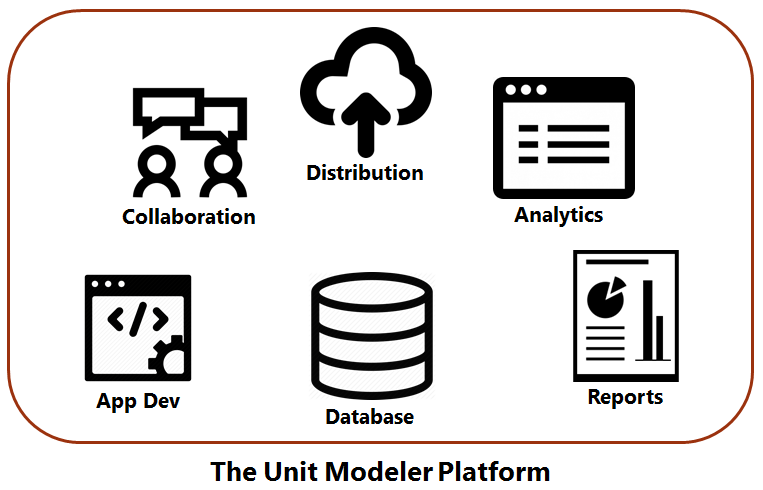 Distribution
Collaboration
Analytics
App Dev
Database
Reports
The Unit Modeler Platform